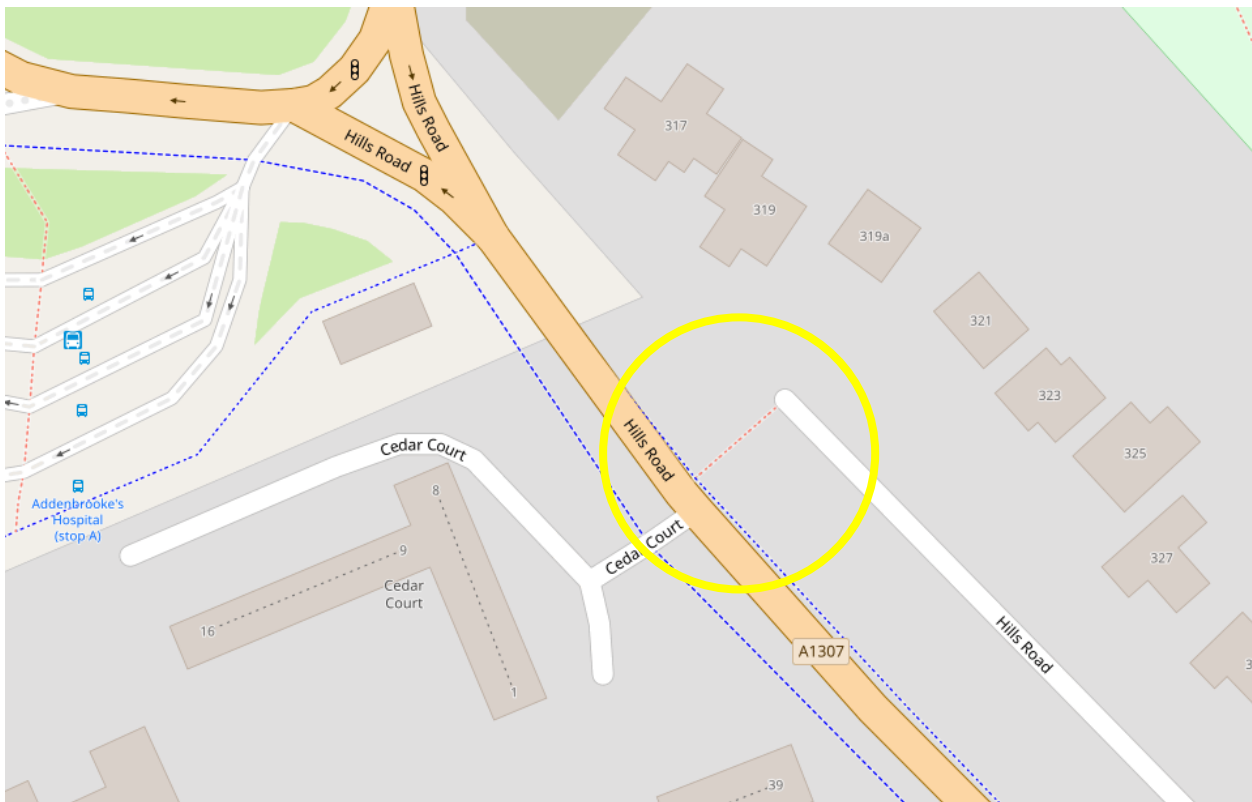 Hills Road
317
Hills Road
319
319a
321
323
Hills Road
325
Cedar Court
8
Addenbrooke's
Hospital
(stop A)
9
Cedar Court
327
Cedar
Court
16
Hills Road
A1307
3
1
39